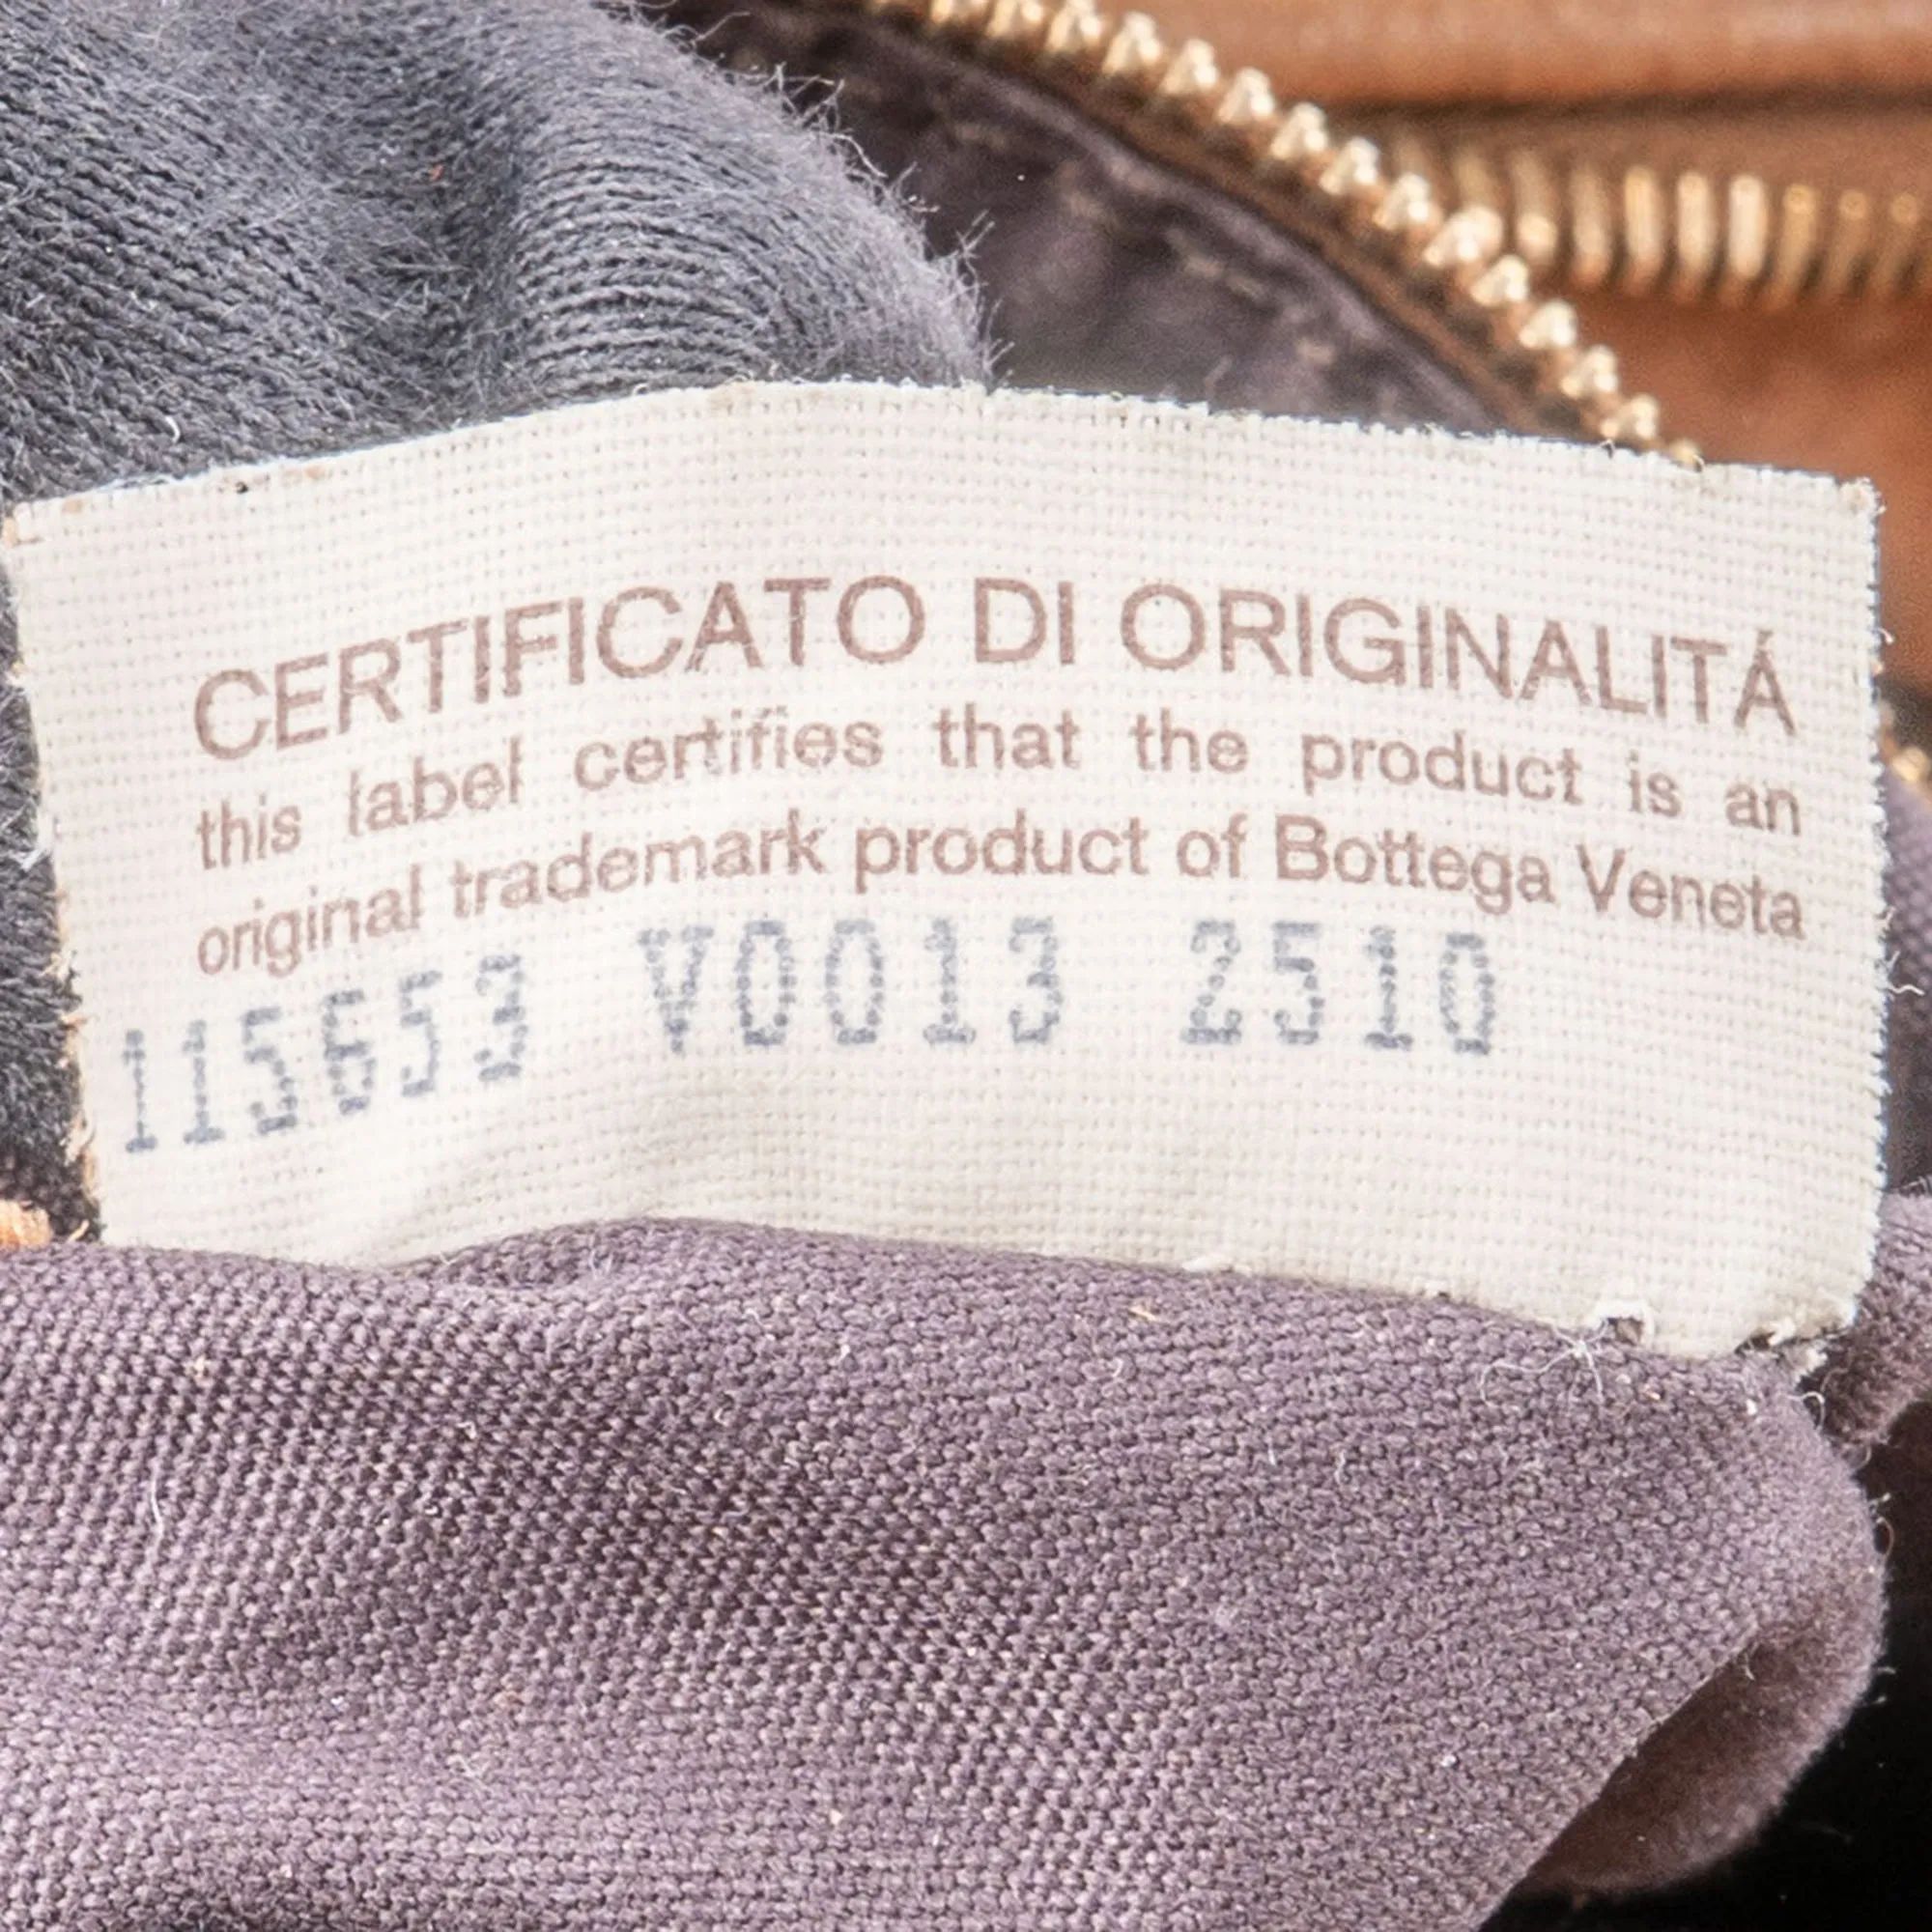 CERTIFICATO DI ORIGINALITÁ
this label certifies that the product is an
original trademark product of Bottega Veneta
115653 V0013 2510